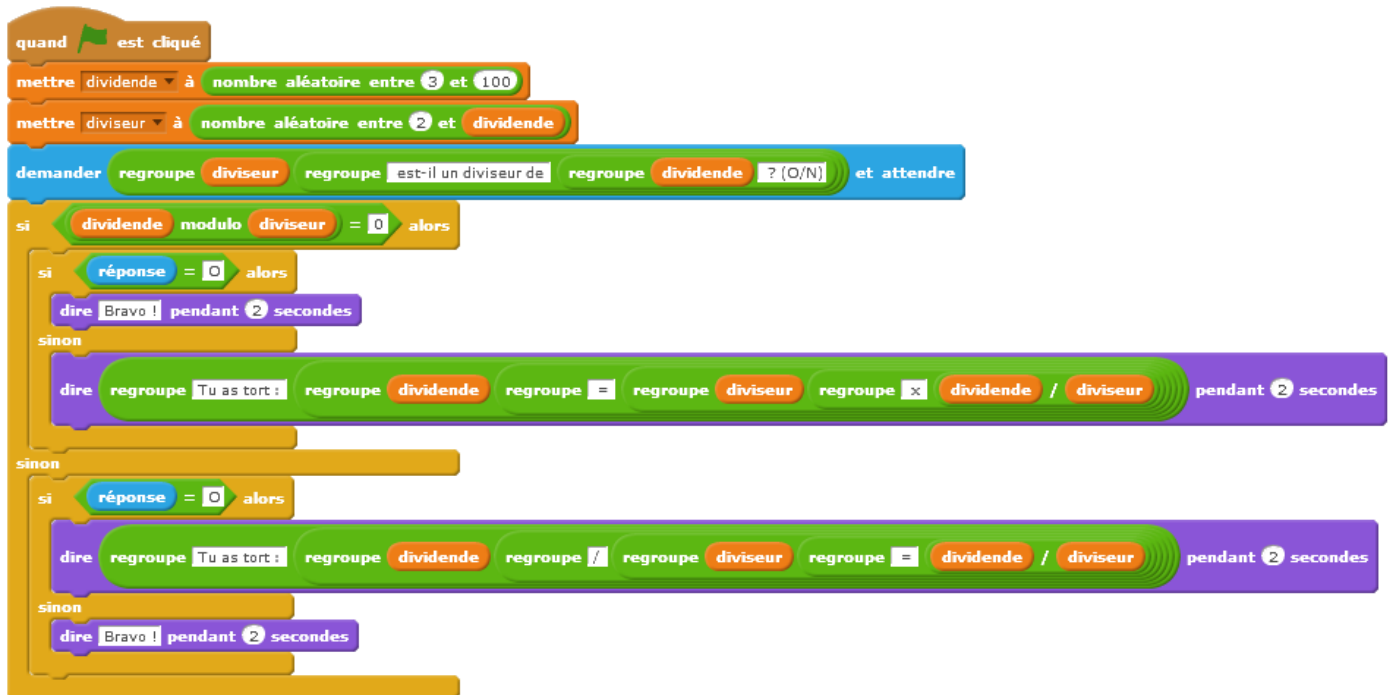 quand est cliqué
mettre dividende à nombre aléatoire entre 3 et 100
mettre diviseur à nombre aléatoire entre 2 et dividende
demander regroupe diviseur regroupe est-il un diviseur de regroupe dividende ? (O/N) et attendre
si dividende modulo diviseur = 0 alors
si réponse = O alors
dire Bravo ! pendant 2 secondes
sinon
dire regroupe Tu as tort : regroupe dividende regroupe = regroupe diviseur regroupe x dividende / diviseur pendant 2 secondes
sinon
si réponse = O alors
dire regroupe Tu as tort : regroupe dividende regroupe / regroupe diviseur regroupe = dividende / diviseur pendant 2 secondes
sinon
dire Bravo ! pendant 2 secondes